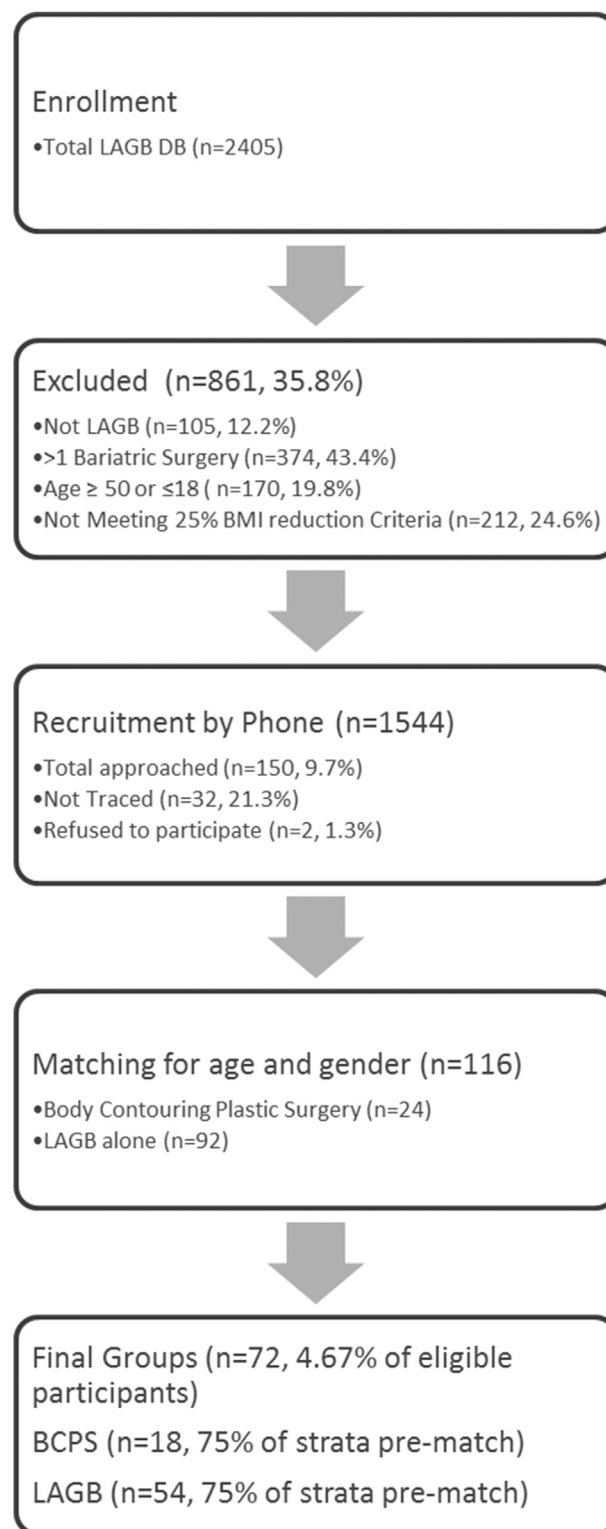 Enrollment
•Total LAGB DB (n=2405)
Excluded (n=861, 35.8%)
•Not LAGB (n=105, 12.2%)
•>1 Bariatric Surgery (n=374, 43.4%)
•Age ≥ 50 or ≤18 ( n=170, 19.8%)
•Not Meeting 25% BMI reduction Criteria (n=212, 24.6%)
Recruitment by Phone (n=1544)
•Total approached (n=150, 9.7%)
•Not Traced (n=32, 21.3%)
•Refused to participate (n=2, 1.3%)
Matching for age and gender (n=116)
•Body Contouring Plastic Surgery (n=24)
•LAGB alone (n=92)
Final Groups (n=72, 4.67% of eligible
participants)
BCPS (n=18, 75% of strata pre-match)
LAGB (n=54, 75% of strata pre-match)